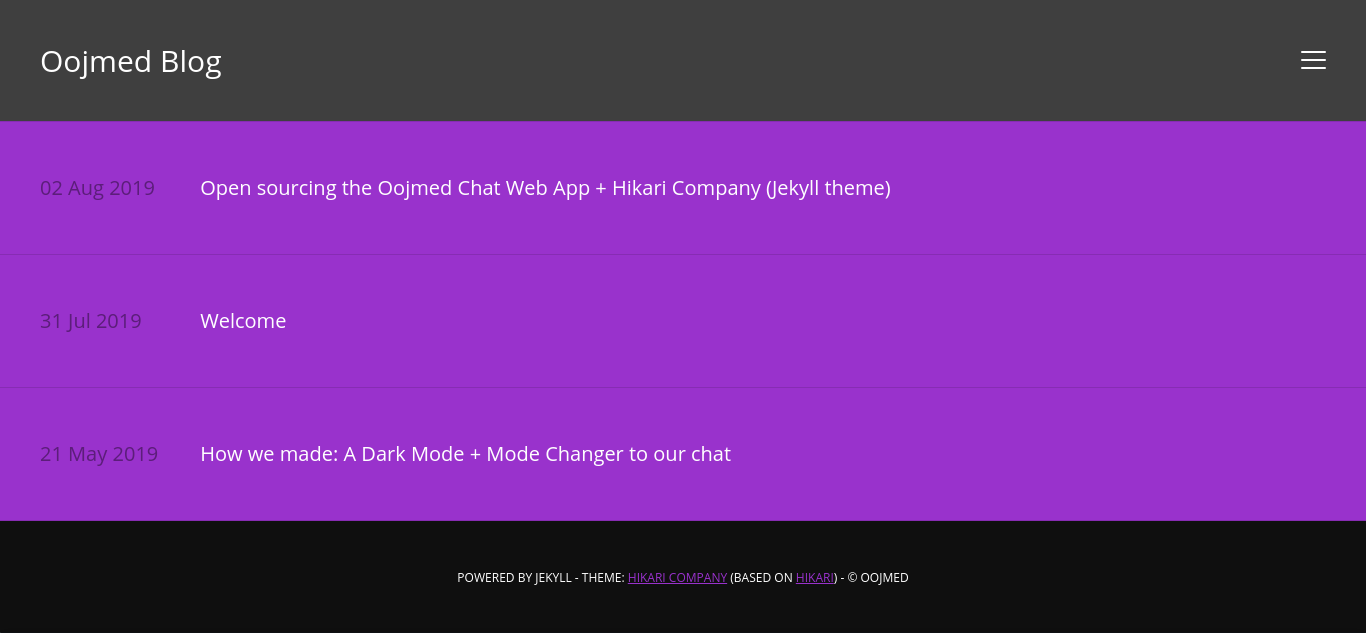 Oojmed Blog
02 Aug 2019 Open sourcing the Oojmed Chat Web App + Hikari Company (Jekyll theme)
31 Jul 2019 Welcome
21 May 2019 How we made: A Dark Mode + Mode Changer to our chat
POWERED BY JEKYLL - THEME: HIKARI COMPANY (BASED ON HIKARI) - © OOJMED